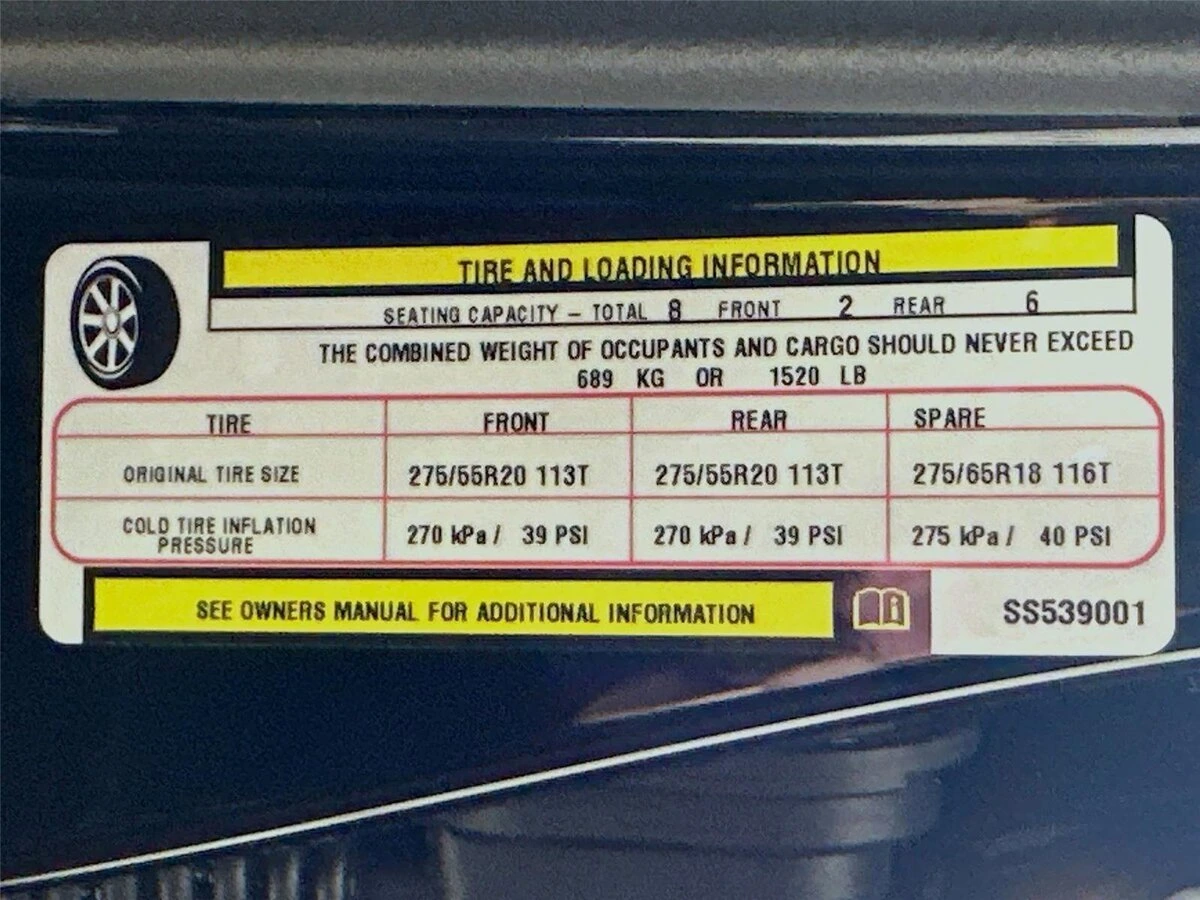 TIRE AND LOADING INFORMATION
SEATING CAPACITY – TOTAL 8 FRONT 2 REAR 6
THE COMBINED WEIGHT OF OCCUPANTS AND CARGO SHOULD NEVER EXCEED
689 KG OR 1520 LB
TIRE FRONT REAR SPARE
ORIGINAL TIRE SIZE 275/55R20 113T 275/55R20 113T 275/65R18 116T
COLD TIRE INFLATION PRESSURE 270 kPa / 39 PSI 270 kPa / 39 PSI 275 kPa / 40 PSI
SEE OWNERS MANUAL FOR ADDITIONAL INFORMATION i SS539001